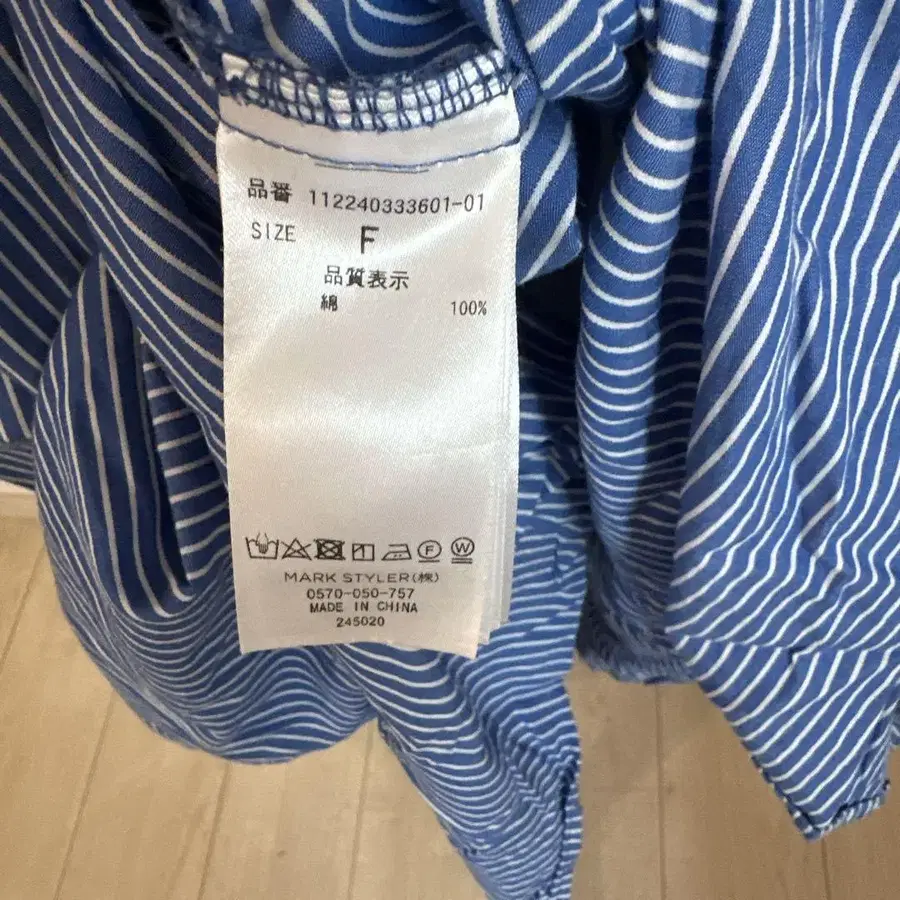 品番 112240333601-01
SIZE F
品質表示
綿 100%
F W
MARK STYLER(株)
0570-050-757
MADE IN CHINA
245020